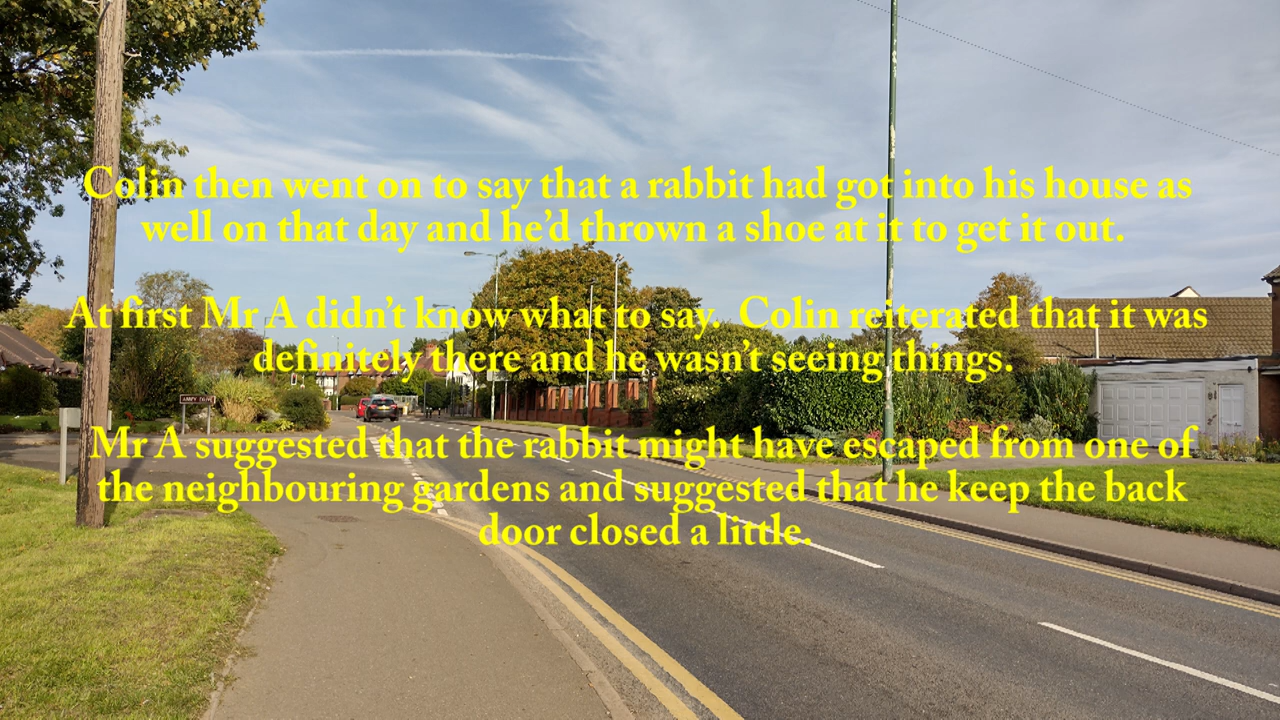 Colin then went on to say that a rabbit had got into his house as
well on that day and he’d thrown a shoe at it to get it out.
At first Mr A didn’t know what to say.  Colin reiterated that it was
definitely there and he wasn’t seeing things.
Mr A suggested that the rabbit might have escaped from one of
the neighbouring gardens and suggested that he keep the back
door closed a little.